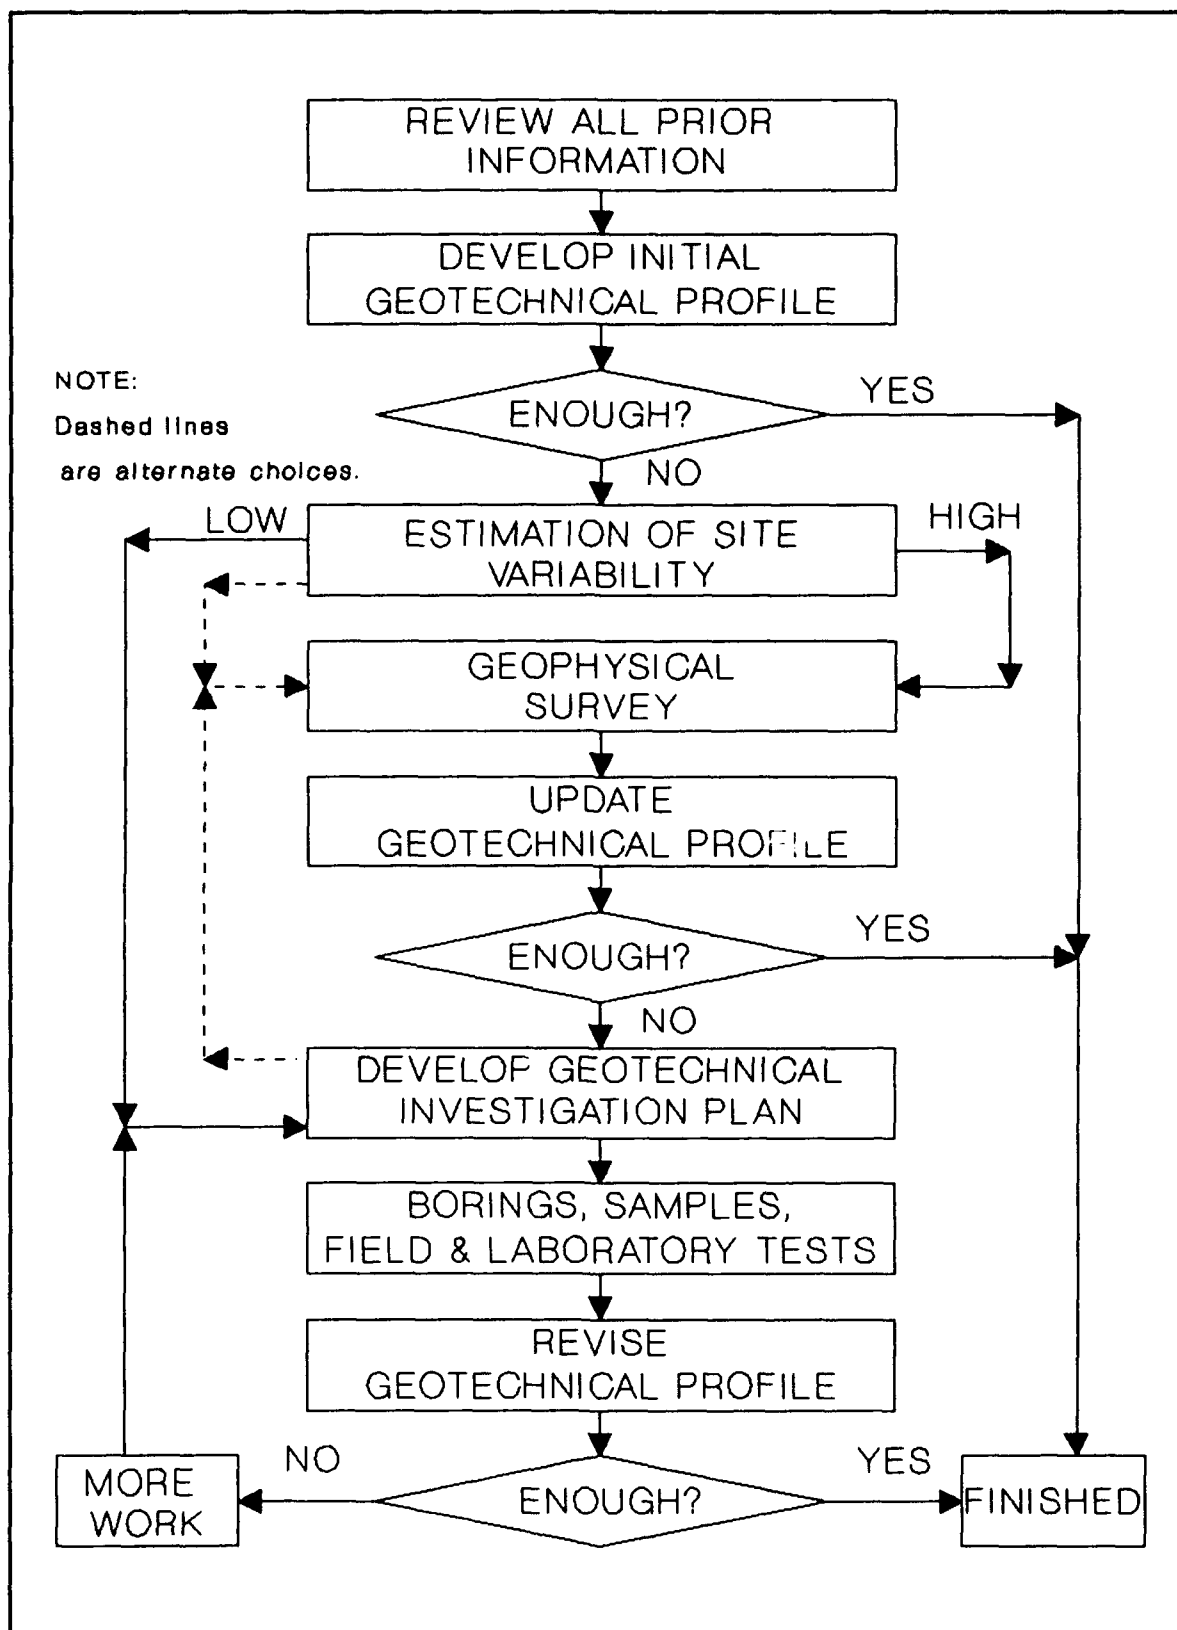 REVIEW ALL PRIOR
INFORMATION
DEVELOP INITIAL
GEOTECHNICAL PROFILE
NOTE:
Dashed lines
are alternate choices.
ENOUGH?
YES
NO
LOW
ESTIMATION OF SITE
VARIABILITY
HIGH
GEOPHYSICAL
SURVEY
UPDATE
GEOTECHNICAL PROFILE
ENOUGH?
YES
NO
DEVELOP GEOTECHNICAL
INVESTIGATION PLAN
BORINGS, SAMPLES,
FIELD & LABORATORY TESTS
REVISE
GEOTECHNICAL PROFILE
NO
YES
MORE
WORK
ENOUGH?
FINISHED